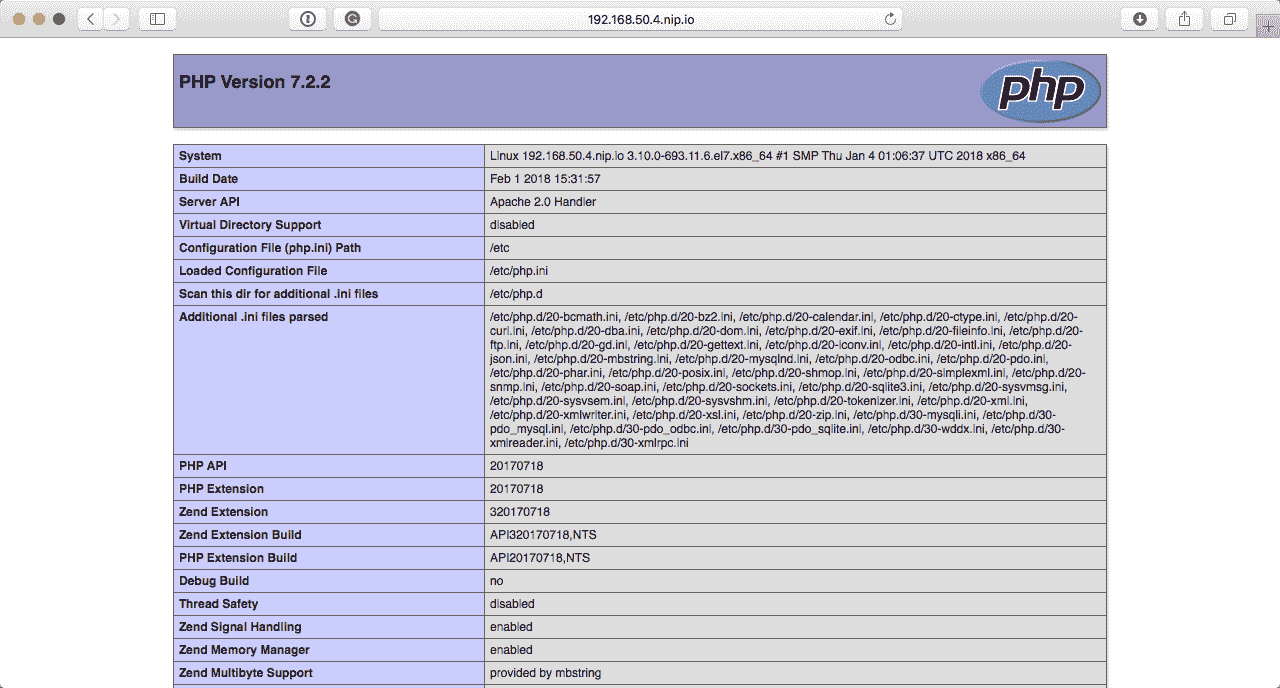 192.168.50.4.nip.io
PHP Version 7.2.2
php
System Linux 192.168.50.4.nip.io 3.10.0-693.11.6.el7.x86_64 #1 SMP Thu Jan 4 01:06:37 UTC 2018 x86_64
Build Date Feb 1 2018 15:31:57
Server API Apache 2.0 Handler
Virtual Directory Support disabled
Configuration File (php.ini) Path /etc
Loaded Configuration File /etc/php.ini
Scan this dir for additional .ini files /etc/php.d
Additional .ini files parsed /etc/php.d/20-bcmath.ini, /etc/php.d/20-bz2.ini, /etc/php.d/20-calendar.ini, /etc/php.d/20-ctype.ini, /etc/php.d/20-
curl.ini, /etc/php.d/20-dba.ini, /etc/php.d/20-dom.ini, /etc/php.d/20-exif.ini, /etc/php.d/20-fileinfo.ini, /etc/php.d/20-
ftp.ini, /etc/php.d/20-gd.ini, /etc/php.d/20-gettext.ini, /etc/php.d/20-iconv.ini, /etc/php.d/20-intl.ini, /etc/php.d/20-
json.ini, /etc/php.d/20-mbstring.ini, /etc/php.d/20-mysqlnd.ini, /etc/php.d/20-odbc.ini, /etc/php.d/20-pdo.ini,
/etc/php.d/20-phar.ini, /etc/php.d/20-posix.ini, /etc/php.d/20-shmop.ini, /etc/php.d/20-simplexml.ini, /etc/php.d/20-
snmp.ini, /etc/php.d/20-soap.ini, /etc/php.d/20-sockets.ini, /etc/php.d/20-sqlite3.ini, /etc/php.d/20-sysvmsg.ini,
/etc/php.d/20-sysvsem.ini, /etc/php.d/20-sysvshm.ini, /etc/php.d/20-tokenizer.ini, /etc/php.d/20-xml.ini,
/etc/php.d/20-xmlwriter.ini, /etc/php.d/20-xsl.ini, /etc/php.d/20-zip.ini, /etc/php.d/30-mysqli.ini, /etc/php.d/30-
pdo_mysql.ini, /etc/php.d/30-pdo_odbc.ini, /etc/php.d/30-pdo_sqlite.ini, /etc/php.d/30-wddx.ini, /etc/php.d/30-
xmlreader.ini, /etc/php.d/30-xmlrpc.ini
PHP API 20170718
PHP Extension 20170718
Zend Extension 320170718
Zend Extension Build API320170718,NTS
PHP Extension Build API20170718,NTS
Debug Build no
Thread Safety disabled
Zend Signal Handling enabled
Zend Memory Manager enabled
Zend Multibyte Support provided by mbstring